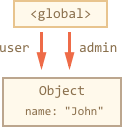 <global>
user admin
Object
name: "John"